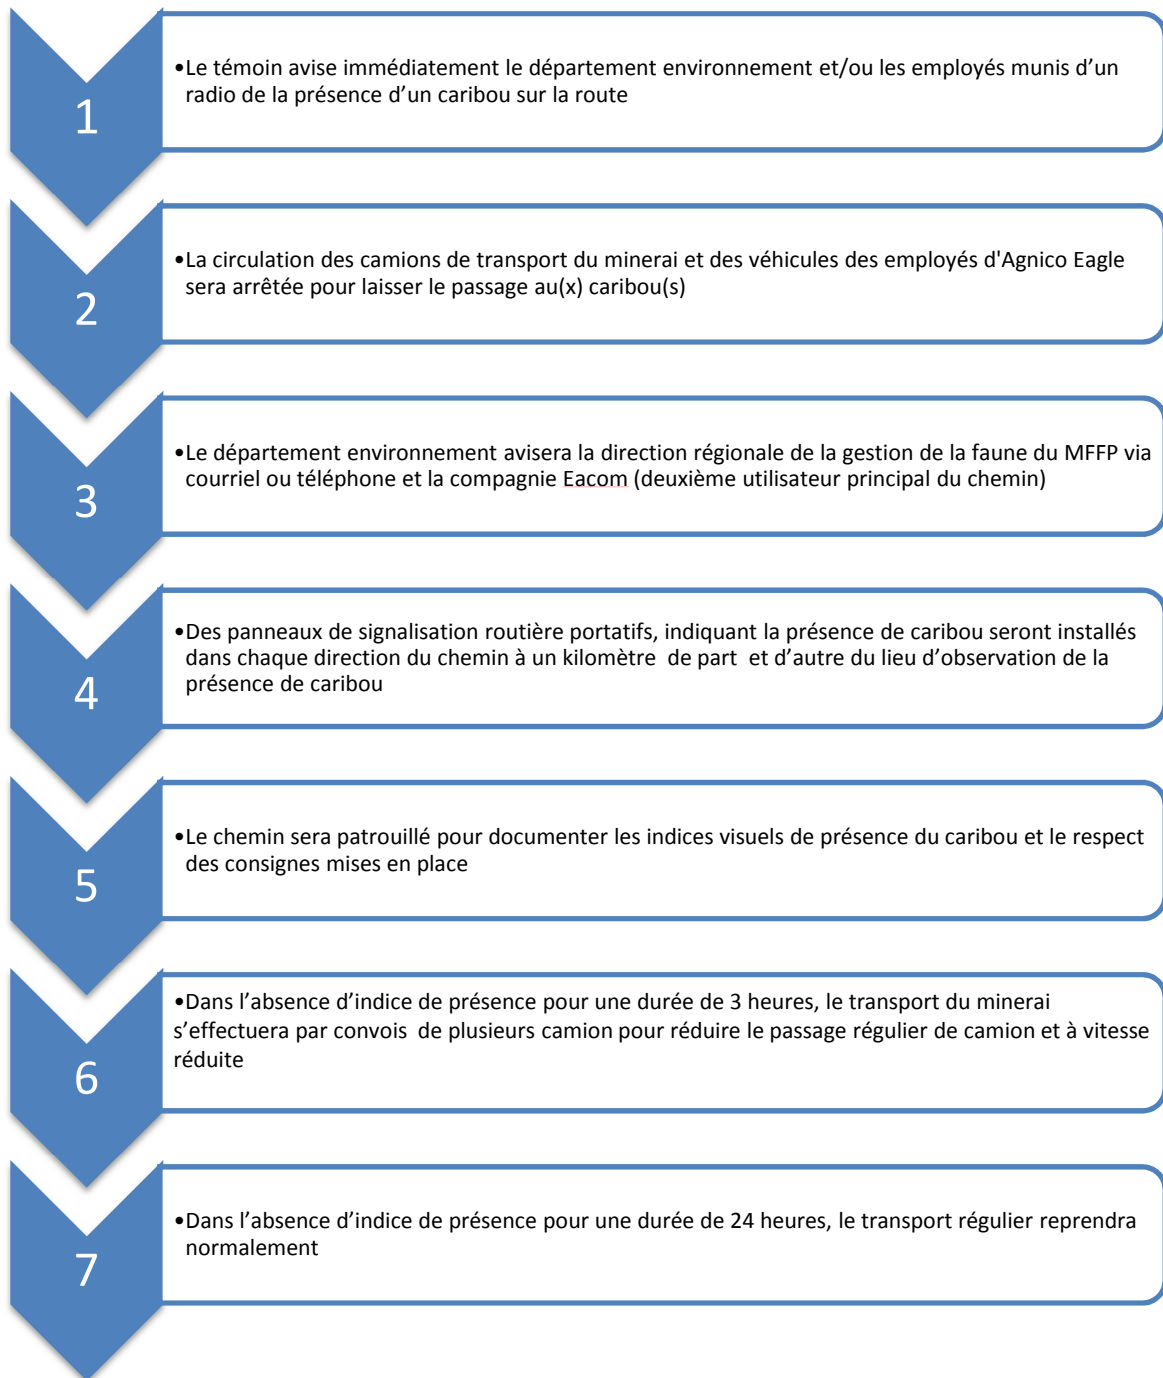 1
•Le témoin avise immédiatement le département environnement et/ou les employés munis d’un
radio de la présence d’un caribou sur la route
2
•La circulation des camions de transport du minerai et des véhicules des employés d'Agnico Eagle
sera arrêtée pour laisser le passage au(x) caribou(s)
3
•Le département environnement avisera la direction régionale de la gestion de la faune du MFFP via
courriel ou téléphone et la compagnie Eacom (deuxième utilisateur principal du chemin)
4
•Des panneaux de signalisation routière portatifs, indiquant la présence de caribou seront installés
dans chaque direction du chemin à un kilomètre de part et d’autre du lieu d’observation de la
présence de caribou
5
•Le chemin sera patrouillé pour documenter les indices visuels de présence du caribou et le respect
des consignes mises en place
6
•Dans l’absence d’indice de présence pour une durée de 3 heures, le transport du minerai
s’effectuera par convois de plusieurs camion pour réduire le passage régulier de camion et à vitesse
réduite
7
•Dans l’absence d’indice de présence pour une durée de 24 heures, le transport régulier reprendra
normalement